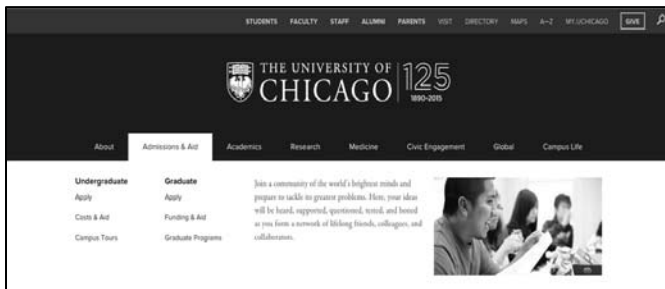 STUDENTS FACULTY STAFF ALUMNI PARENTS VISIT DIRECTORY MAPS A–Z MY.UCHICAGO GIVE
THE UNIVERSITY OF
CHICAGO
125
1890-2015
About Admissions & Aid Academics Research Medicine Civic Engagement Global Campus Life
Undergraduate
Apply
Costs & Aid
Campus Tours
Graduate
Apply
Funding & Aid
Graduate Programs
Join a community of the world's brightest minds and
prepare to tackle its greatest problems. Here, your ideas
will be heard, supported, questioned, tested, and honed
as you form a network of lifelong friends, colleagues, and
collaborators.